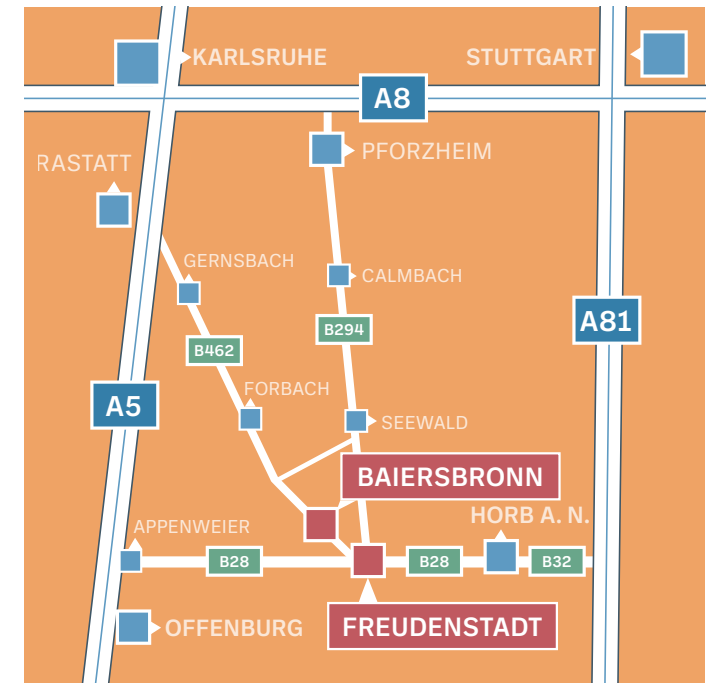 KARLSRUHE
STUTTGART
A8
PFORZHEIM
RASTATT
GERNSBACH
CALMBACH
A81
B294
B462
FORBACH
A5
SEEWALD
BAIERSBRONN
HORB A. N.
APPENWEIER
B28
B28
B32
OFFENBURG
FREUDENSTADT